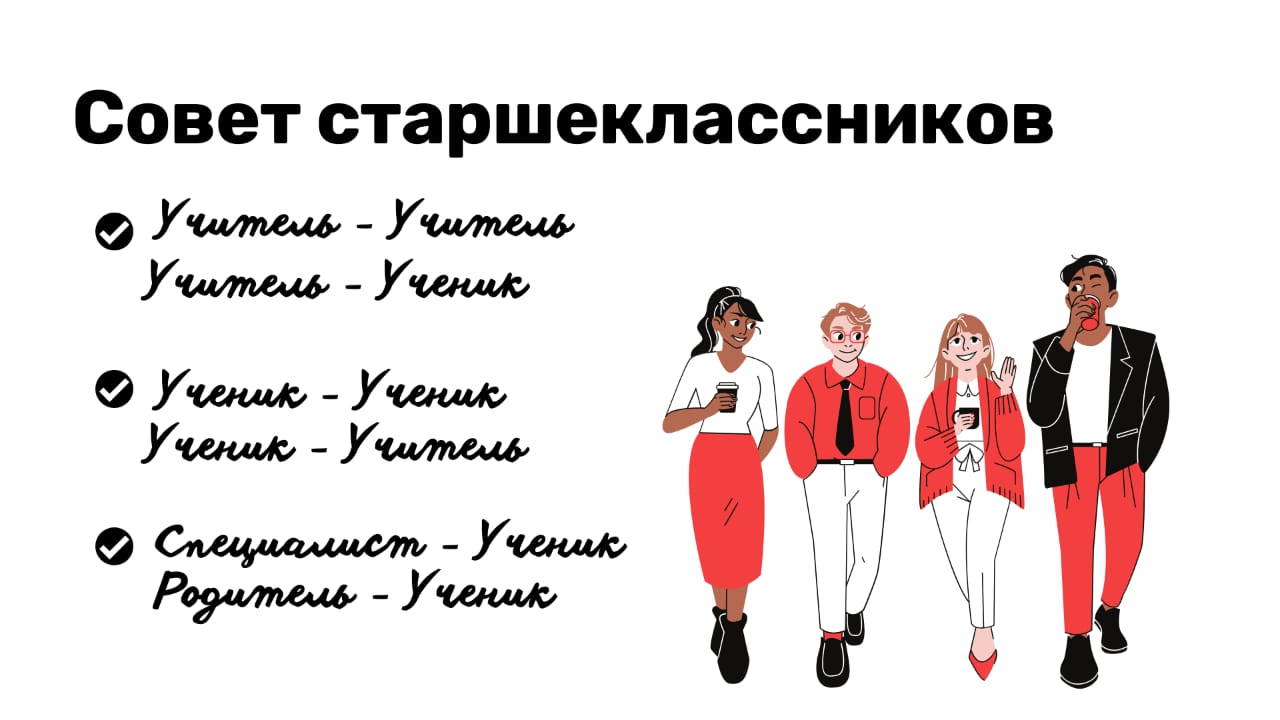 Совет старшеклассников
Учитель - Учитель
Учитель - Ученик
Ученик - Ученик
Ученик - Учитель
Специалист - Ученик
Родитель - Ученик